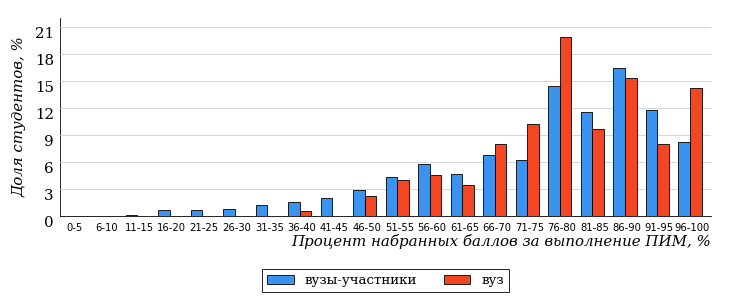 Доля студентов, %
21
18
15
12
9
6
3
0
0-5 6-10 11-15 16-20 21-25 26-30 31-35 36-40 41-45 46-50 51-55 56-60 61-65 66-70 71-75 76-80 81-85 86-90 91-95 96-100
Процент набранных баллов за выполнение ПИМ, %
вузы-участники вуз